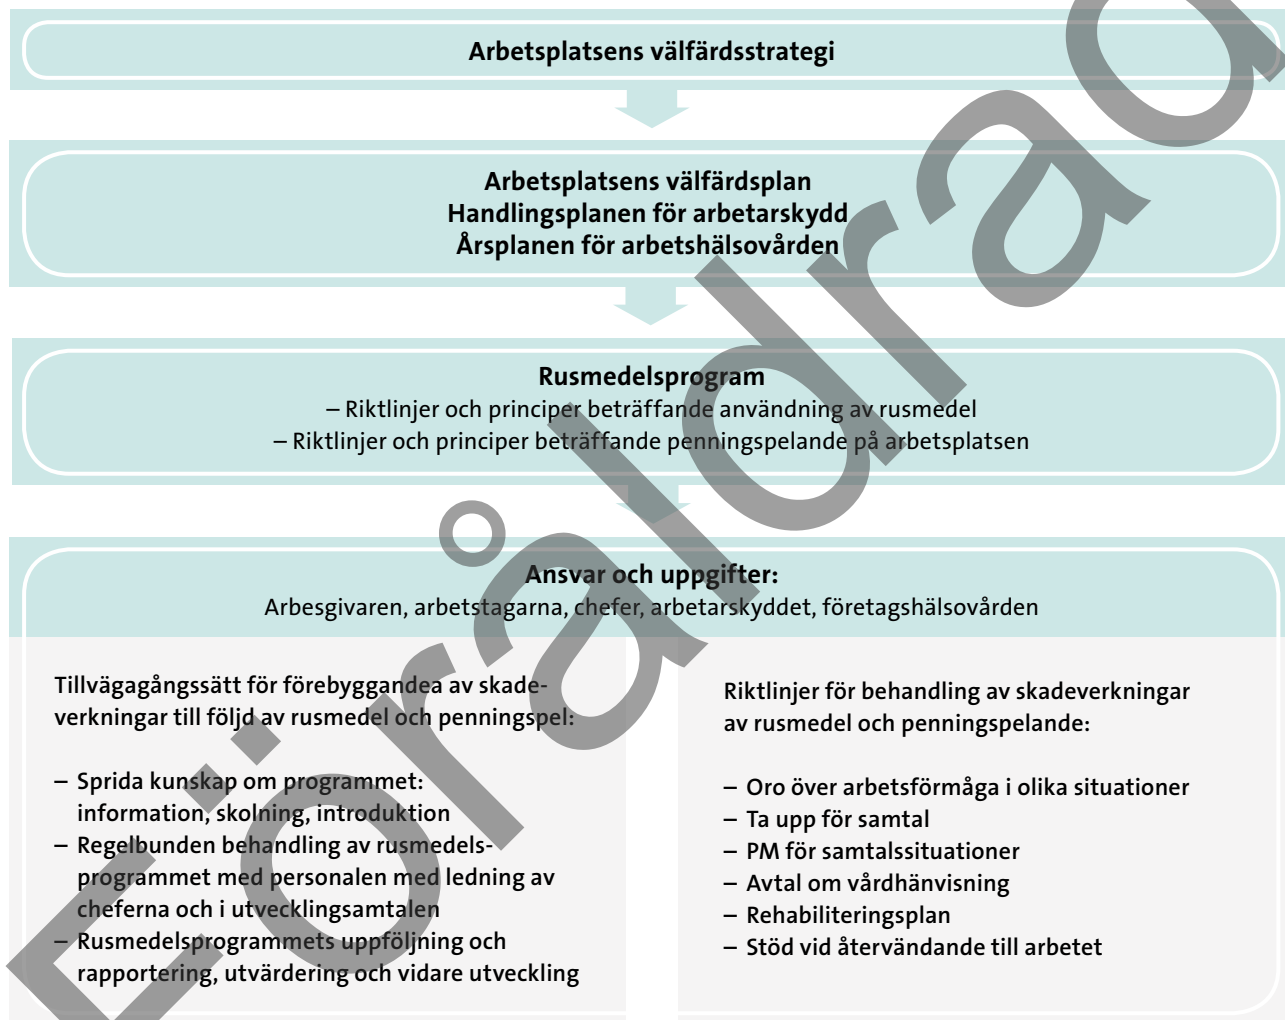 Arbetsplatsens välfärdsstrategi
Arbetsplatsens välfärdsplan
Handlingsplanen för arbetarskydd
Årsplanen för arbetshälsovården
Rusmedelsprogram
– Riktlinjer och principer beträffande användning av rusmedel
– Riktlinjer och principer beträffande penningspelande på arbetsplatsen
Ansvar och uppgifter:
Arbesgivaren, arbetstagarna, chefer, arbetarskyddet, företagshälsovården
Tillvägagångssätt för förebyggandea av skade-
verkningar till följd av rusmedel och penningspel:
– Sprida kunskap om programmet:
information, skolning, introduktion
– Regelbunden behandling av rusmedels-
programmet med personalen med ledning av
cheferna och i utvecklingsamtalen
– Rusmedelsprogrammets uppföljning och
rapportering, utvärdering och vidare utveckling
Riktlinjer för behandling av skadeverkningar
av rusmedel och penningspelande:
– Oro över arbetsförmåga i olika situationer
– Ta upp för samtal
– PM för samtalssituationer
– Avtal om vårdhänvisning
– Rehabiliteringsplan
– Stöd vid återvändande till arbetet
Föråldrad